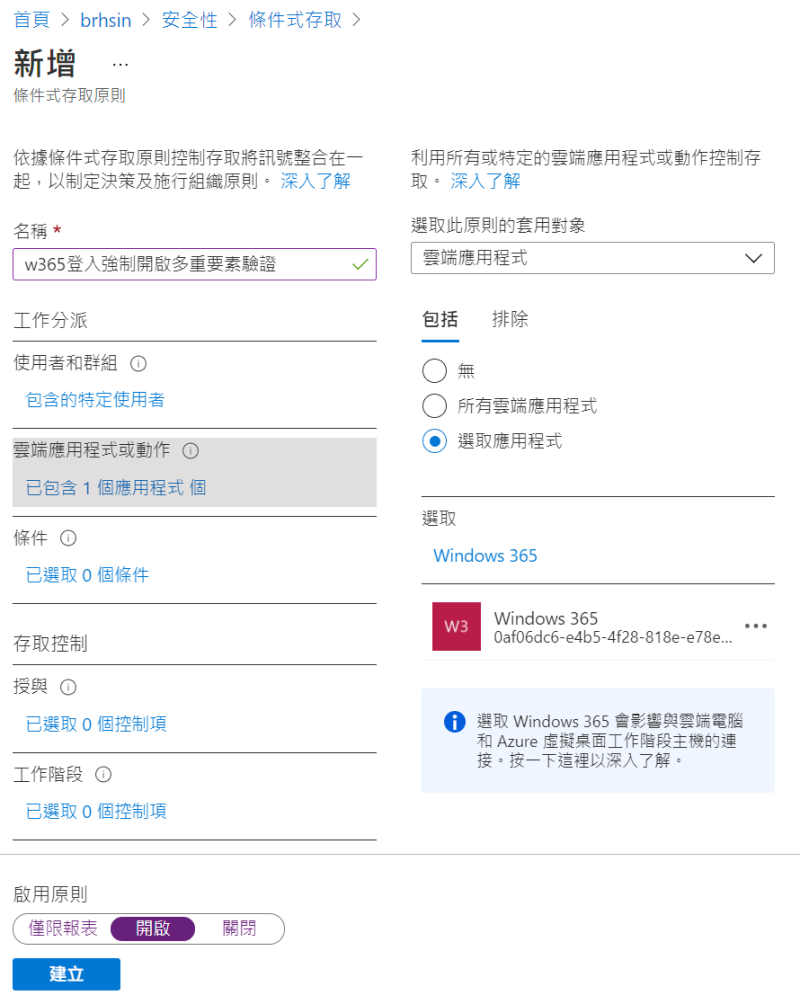 首頁 > brhsin > 安全性 > 條件式存取 >
新增 ...
條件式存取原則
依據條件式存取原則控制存取將訊號整合在一
起，以制定決策及施行組織原則。 深入了解
名稱 *
w365登入強制開啟多重要素驗證
工作分派
使用者和群組
包含的特定使用者
雲端應用程式或動作
已包含 1 個應用程式 個
條件
已選取 0 個條件
存取控制
授與
已選取 0 個控制項
工作階段
已選取 0 個控制項
利用所有或特定的雲端應用程式或動作控制存
取。 深入了解
選取此原則的套用對象
雲端應用程式
包括 排除
無
所有雲端應用程式
選取應用程式
選取
Windows 365
W3
Windows 365
0af06dc6-e4b5-4f28-818e-e78e...
選取 Windows 365 會影響與雲端電腦
和 Azure 虛擬桌面工作階段主機的連
接。按一下這裡以深入了解。
啟用原則
僅限報表 開啟 關閉
建立